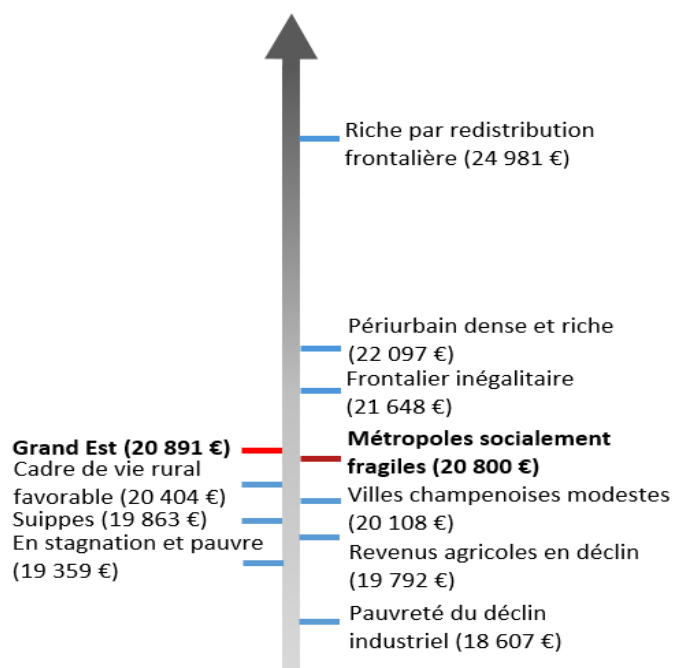 Riche par redistribution
frontalière (24 981 €)
Périurbain dense et riche
(22 097 €)
Frontalier inégalitaire
(21 648 €)
Grand Est (20 891 €)
Métropoles socialement
fragiles (20 800 €)
Cadre de vie rural
favorable (20 404 €)
Villes champenoises modestes
(20 108 €)
Suippes (19 863 €)
Revenus agricoles en déclin
(19 792 €)
En stagnation et pauvre
(19 359 €)
Pauvreté du déclin
industriel (18 607 €)